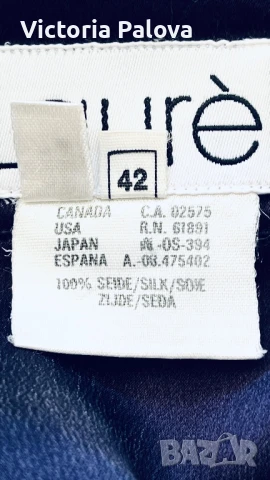 Victoria Palova
aurè
42
CANADA C.A. 02575
USA R.N. 61891
JAPAN -OS-394
ESPANA A.-08.475402
100% SEIDE/SILK/SOIE
ZIJDE/SEDA
BAZAR